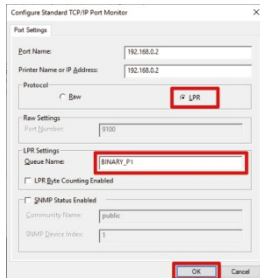 Configure Standard TCP/IP Port Monitor
Port Settings
Port Name: 192.168.0.2
Printer Name or IP Address: 192.168.0.2
Protocol
Raw LPR
Raw Settings
Port Number: 9100
LPR Settings
Queue Name: BINARY_P1
LPR Byte Counting Enabled
SNMP Status Enabled
Community Name: public
SNMP Device Index: 1
OK Cancel